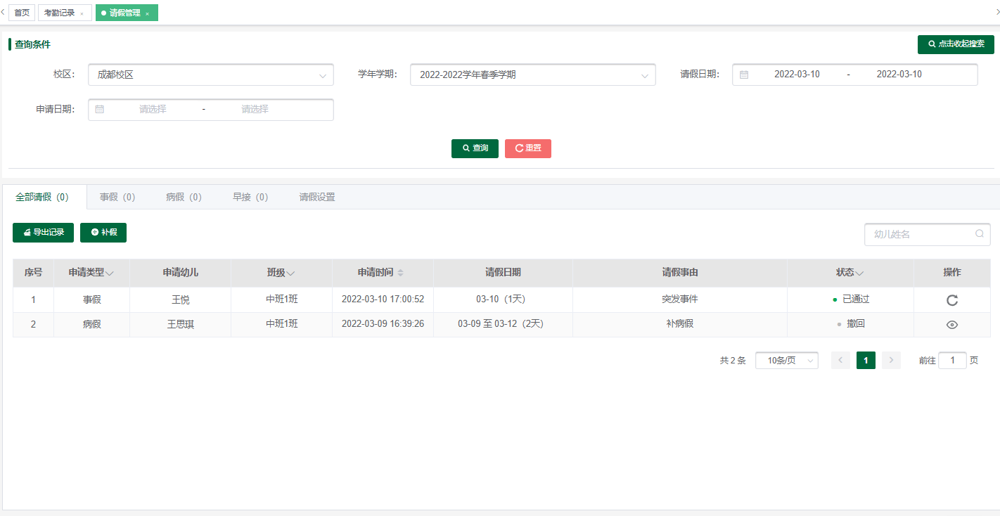 首页 考勤记录 × 请假管理 ×
查询条件 点击收起搜索
校区: 成都校区 学年学期: 2022-2022学年春季学期 请假日期: 2022-03-10 - 2022-03-10
申请日期: 请选择 - 请选择
查询 重置
全部请假（0） 事假（0） 病假（0） 早接（0） 请假设置
导出记录 补假 幼儿姓名
序号 申请类型 申请幼儿 班级 申请时间 请假日期 请假事由 状态 操作
1 事假 王悦 中班1班 2022-03-10 17:00:52 03-10（1天） 突发事件 已通过
2 病假 王思琪 中班1班 2022-03-09 16:39:26 03-09 至 03-12（2天） 补病假 撤回
共 2 条 10条/页 1 前往 1 页